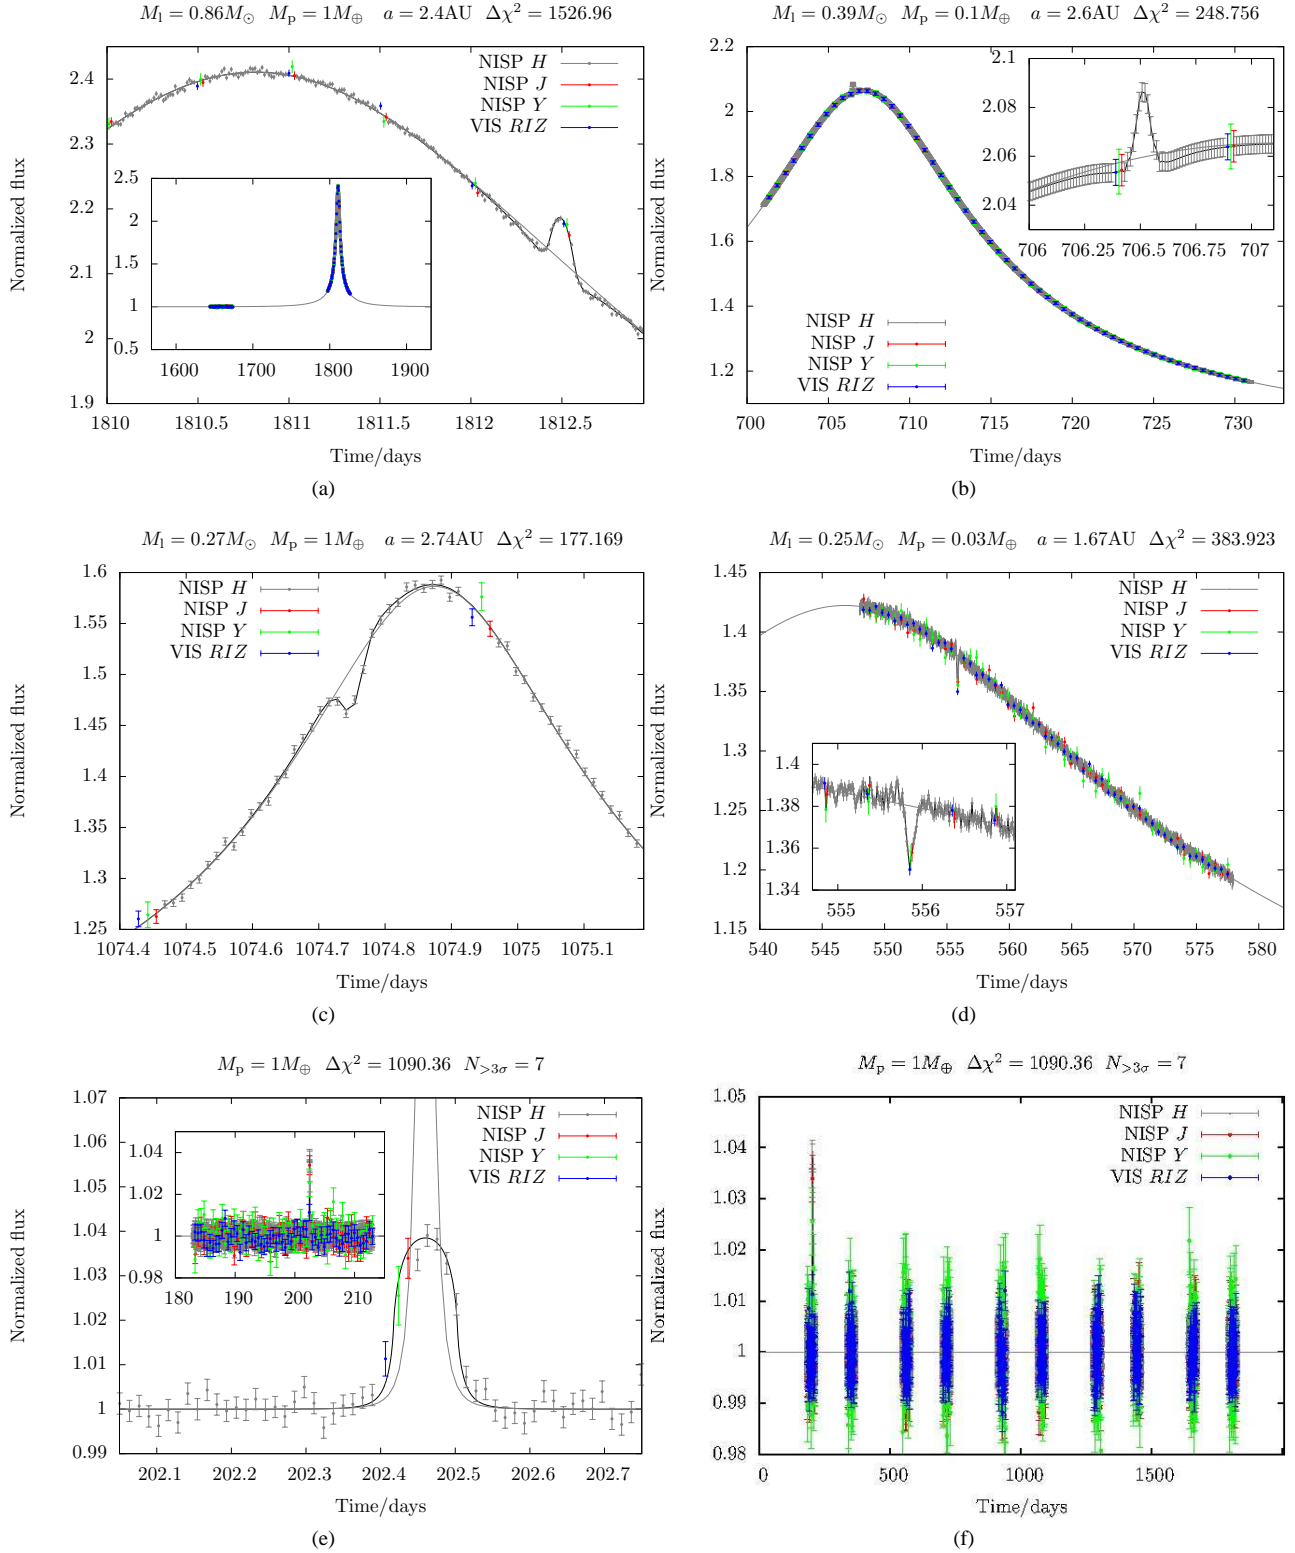 M_l = 0.86M_⊙ M_p = 1M_⊕ a = 2.4AU Δχ² = 1526.96
Normalized flux
2.4
2.3
2.2
2.1
2
1.9
NISP H
NISP J
NISP Y
VIS RIZ
2.5
2
1.5
1
0.5
1600 1700 1800 1900
1810 1810.5 1811 1811.5 1812 1812.5
Time/days
(a)
M_l = 0.39M_⊙ M_p = 0.1M_⊕ a = 2.6AU Δχ² = 248.756
Normalized flux
2.2
2
1.8
1.6
1.4
1.2
2.1
2.08
2.06
2.04
706 706.25 706.5 706.75 707
NISP H
NISP J
NISP Y
VIS RIZ
700 705 710 715 720 725 730
Time/days
(b)
M_l = 0.27M_⊙ M_p = 1M_⊕ a = 2.74AU Δχ² = 177.169
Normalized flux
1.6
1.55
1.5
1.45
1.4
1.35
1.3
1.25
NISP H
NISP J
NISP Y
VIS RIZ
1074.4 1074.5 1074.6 1074.7 1074.8 1074.9 1075 1075.1
Time/days
(c)
M_l = 0.25M_⊙ M_p = 0.03M_⊕ a = 1.67AU Δχ² = 383.923
Normalized flux
1.45
1.4
1.35
1.3
1.25
1.2
1.15
NISP H
NISP J
NISP Y
VIS RIZ
1.4
1.38
1.36
1.34
555 556 557
540 545 550 555 560 565 570 575 580
Time/days
(d)
M_p = 1M_⊕ Δχ² = 1090.36 N_>3σ = 7
Normalized flux
1.07
1.06
1.05
1.04
1.03
1.02
1.01
1
0.99
NISP H
NISP J
NISP Y
VIS RIZ
1.04
1.02
1
0.98
180 190 200 210
202.1 202.2 202.3 202.4 202.5 202.6 202.7
Time/days
(e)
M_p = 1M_⊕ Δχ² = 1090.36 N_>3σ = 7
Normalized flux
1.05
1.04
1.03
1.02
1.01
1
0.99
0.98
NISP H
NISP J
NISP Y
VIS RIZ
0 500 1000 1500
Time/days
(f)